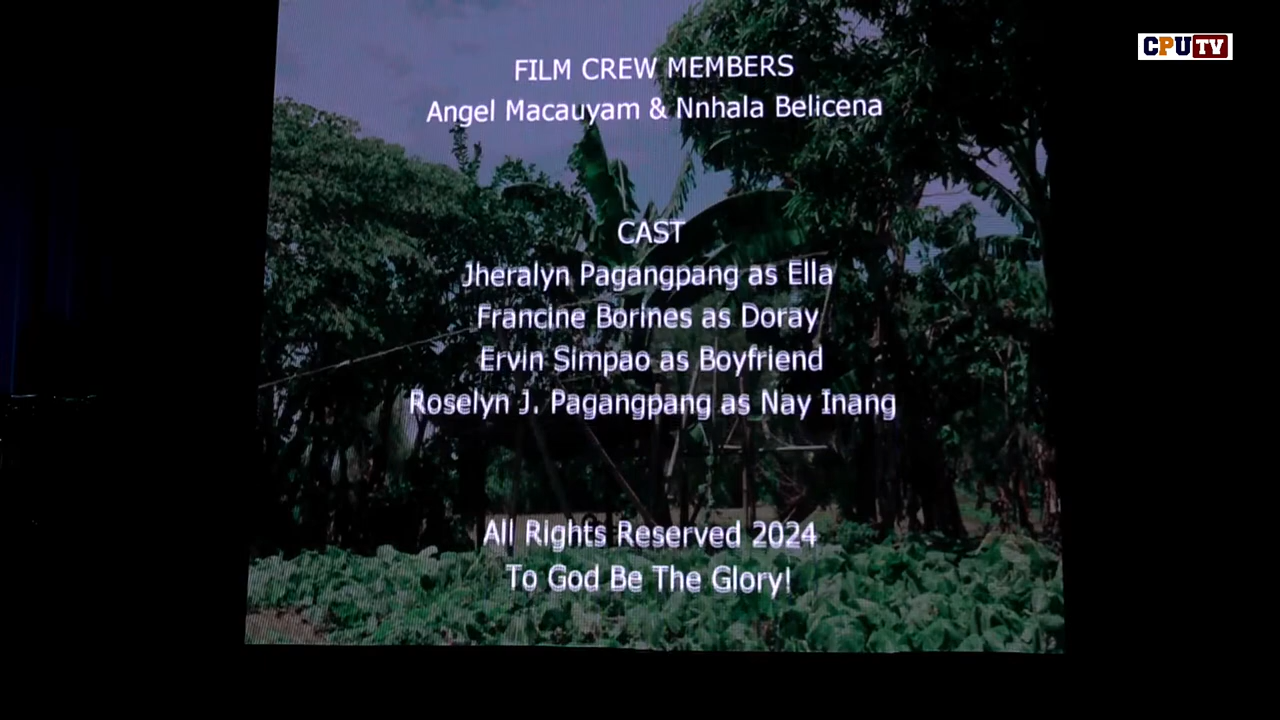 CPUTV
FILM CREW MEMBERS
Angel Macauyam & Nnhala Belicena
CAST
Jheralyn Pagangpang as Ella
Francine Borines as Doray
Ervin Simpao as Boyfriend
Roselyn J. Pagangpang as Nay Inang
All Rights Reserved 2024
To God Be The Glory!